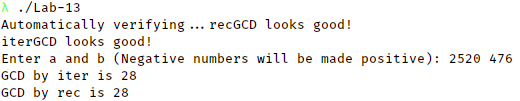 λ ./Lab-13
Automatically verifying...recGCD looks good!
iterGCD looks good!
Enter a and b (Negative numbers will be made positive): 2520 476
GCD by iter is 28
GCD by rec is 28